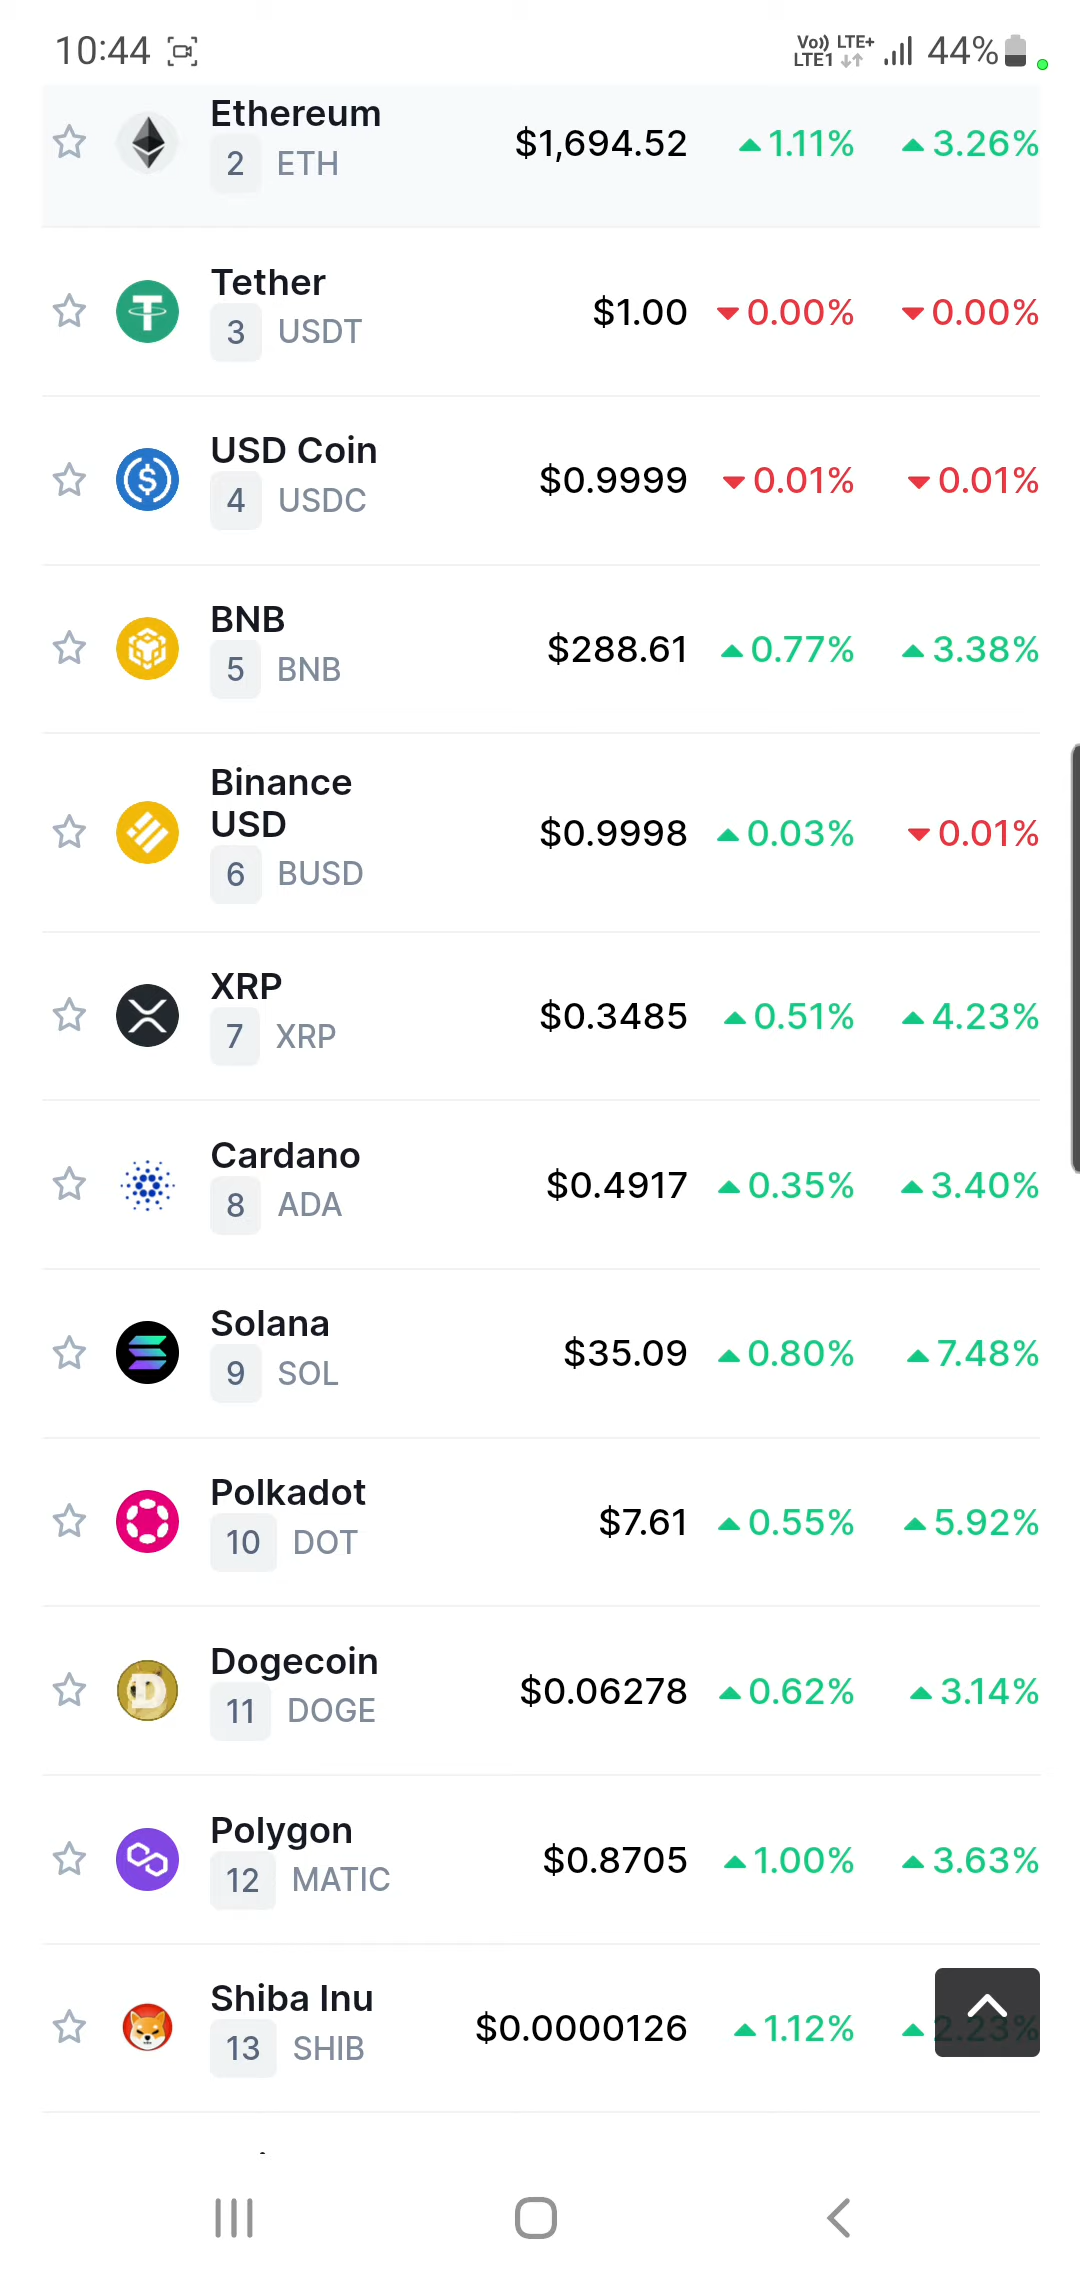 10:44 Vo)) LTE+ LTE1 44%
Ethereum
2 ETH $1,694.52 1.11% 3.26%
Tether
3 USDT $1.00 0.00% 0.00%
USD Coin
4 USDC $0.9999 0.01% 0.01%
BNB
5 BNB $288.61 0.77% 3.38%
Binance
USD
6 BUSD $0.9998 0.03% 0.01%
XRP
7 XRP $0.3485 0.51% 4.23%
Cardano
8 ADA $0.4917 0.35% 3.40%
Solana
9 SOL $35.09 0.80% 7.48%
Polkadot
10 DOT $7.61 0.55% 5.92%
Dogecoin
11 DOGE $0.06278 0.62% 3.14%
Polygon
12 MATIC $0.8705 1.00% 3.63%
Shiba Inu
13 SHIB $0.0000126 1.12% 2.23%